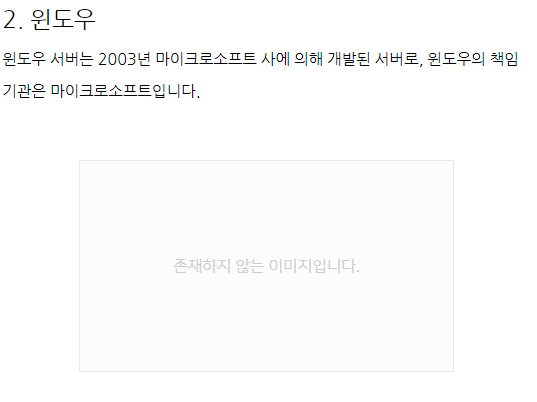 2. 윈도우
윈도우 서버는 2003년 마이크로소프트 사에 의해 개발된 서버로, 윈도우의 책임
기관은 마이크로소프트입니다.
존재하지 않는 이미지입니다.